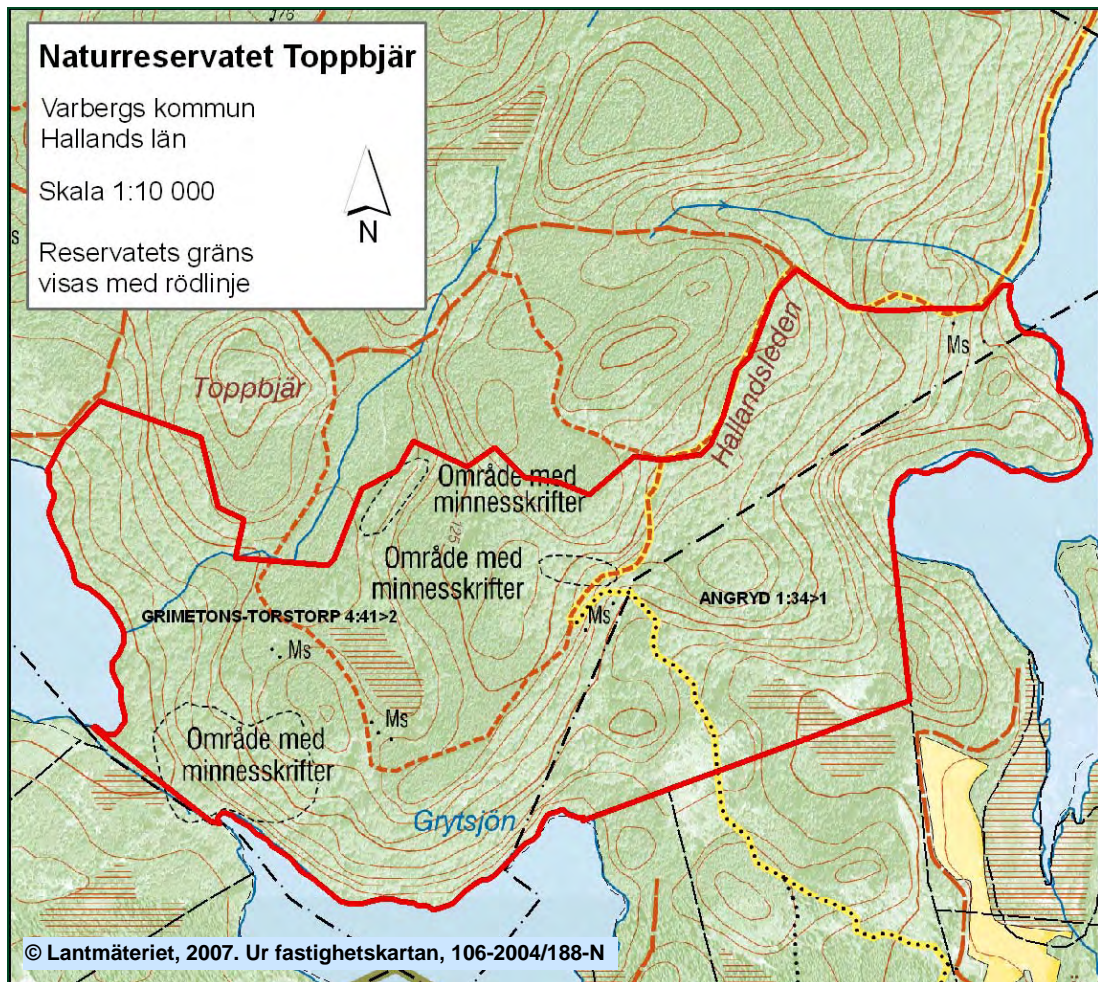 176
Naturreservatet Toppbjär
Varbergs kommun
Hallands län
Skala 1:10 000
N
Reservatets gräns
visas med rödlinje
s
Hallandsleden
Ms
Toppbjär
Område med
minnesskrifter
125
Område med
minnesskrifter
ANGRYD 1:34>1
GRIMETONS-TORSTORP 4:41>2
Ms
Ms
Ms
Område med
minnesskrifter
Grytsjön
© Lantmäteriet, 2007. Ur fastighetskartan, 106-2004/188-N